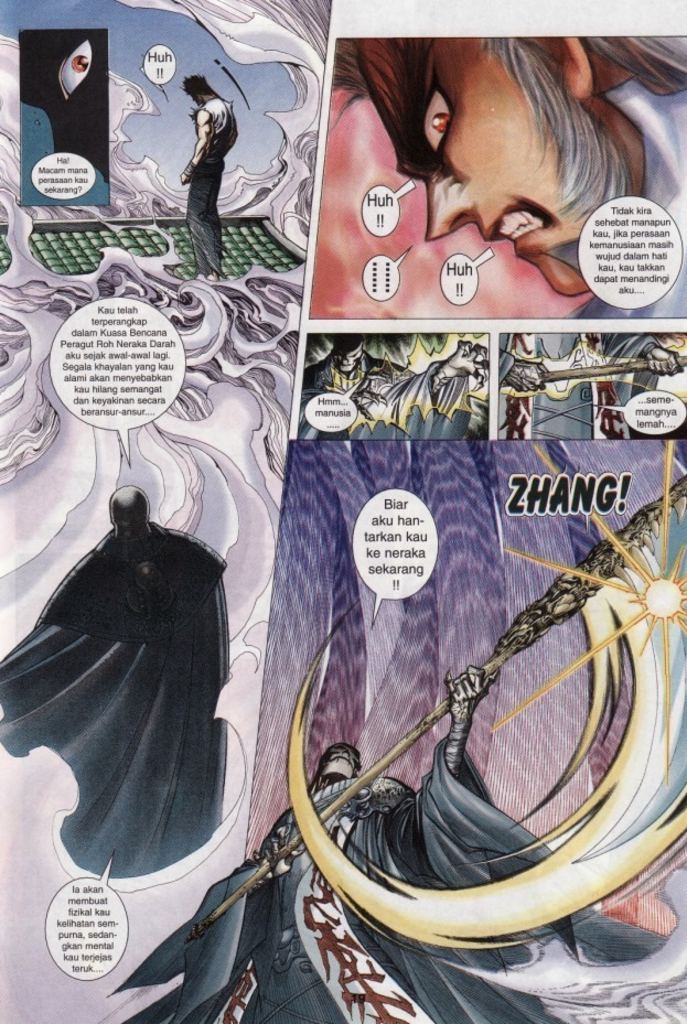 Ha!
Macam mana
perasaan kau
sekarang?
Huh
!!
Kau telah
terperangkap
dalam Kuasa Bencana
Peragut Roh Neraka Darah
aku sejak awal-awal lagi.
Segala khayalan yang kau
alami akan menyebabkan
kau hilang semangat
dan keyakinan secara
beransur-ansur....
Ia akan
membuat
fizikal kau
kelihatan sem-
purna, sedang-
gkan mental
kau terjejas
teruk....
Huh
!!
!!!!
Huh
!!
Tidak kira
sehebat manapun
kau, jika perasaan
kemanusiaan masih
wujud dalam hati
kau, kau takkan
dapat menandingi
aku....
Hmm...
manusia
.....
...seme-
mangnya
lemah....
Biar
aku han-
tarkan kau
ke neraka
sekarang
!!
ZHANG!
19